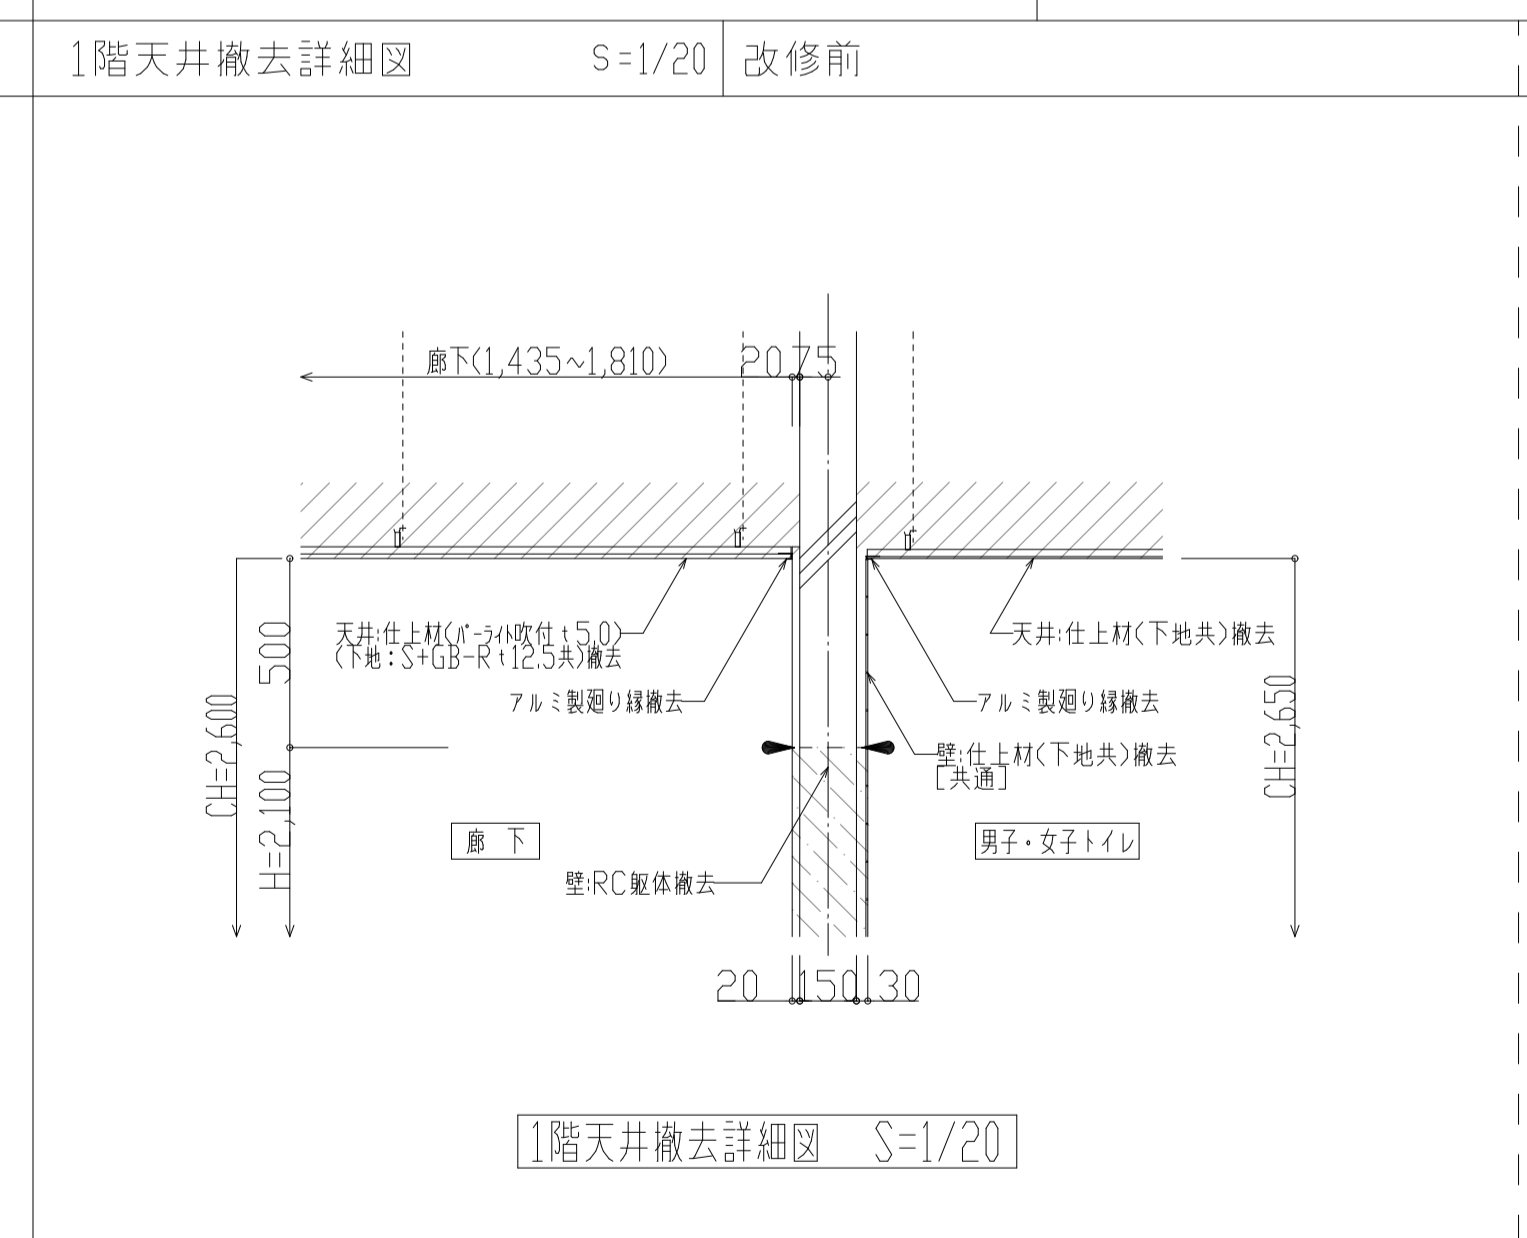 1階天井撤去詳細図 S=1/20 改修前
廊下(1,435~1,810) 20 75
天井:仕上材(パーライト吹付 t5.0)
(下地:S+GB-R t12.5共)撤去
アルミ製廻り縁撤去
天井:仕上材(下地共)撤去
アルミ製廻り縁撤去
壁:仕上材(下地共)撤去
[共通]
CH=2,600
500
H=2,100
CH=2,650
廊 下
男子・女子トイレ
壁:RC躯体撤去
20 150 30
1階天井撤去詳細図 S=1/20